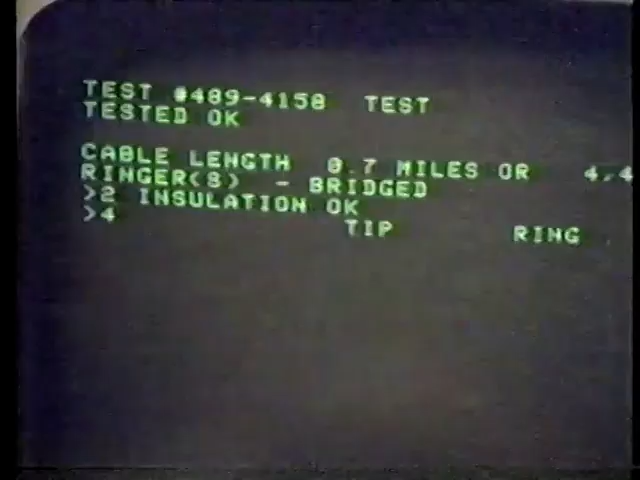 TEST #489-4158 TEST
TESTED OK
CABLE LENGTH 0.7 MILES OR 4.4
RINGER(S) - BRIDGED
>2 INSULATION OK
>4 TIP RING